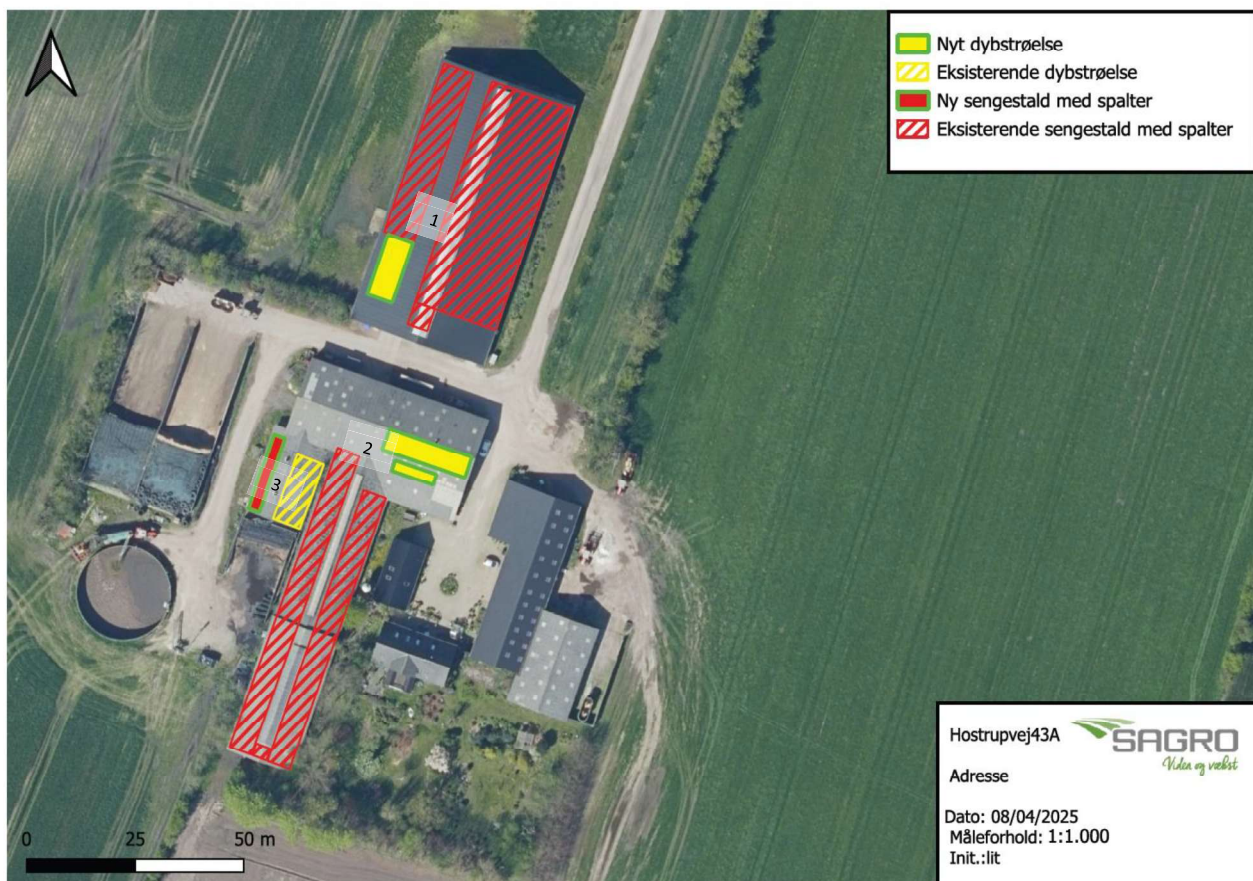 Nyt dybstrøelse
Eksisterende dybstrøelse
Ny sengestald med spalter
Eksisterende sengestald med spalter
1
2
3
0 25 50 m
Hostrupvej43A
SAGRO
Viden og vækst
Adresse
Dato: 08/04/2025
Måleforhold: 1:1.000
Init.:lit